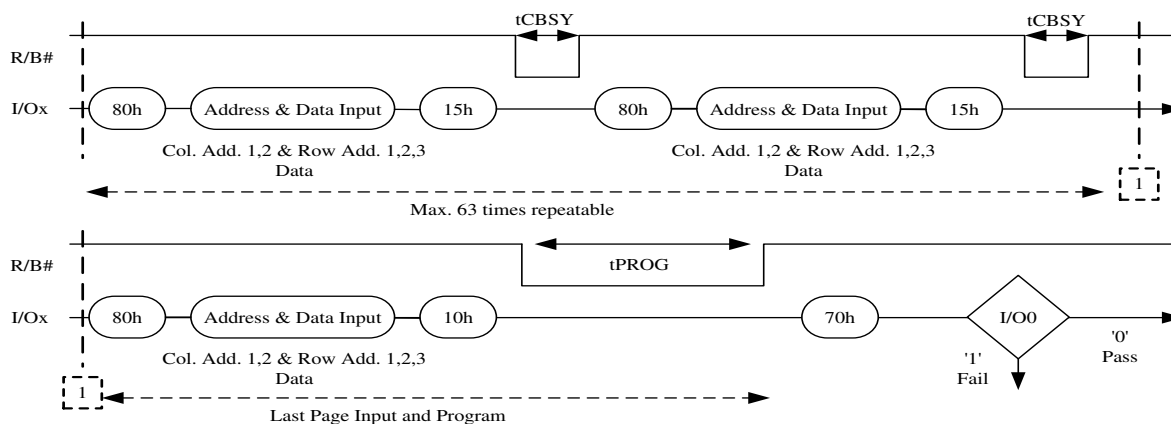 tCBSY tCBSY
R/B#
I/Ox 80h Address & Data Input 15h 80h Address & Data Input 15h
Col. Add. 1,2 & Row Add. 1,2,3 Col. Add. 1,2 & Row Add. 1,2,3
Data Data
1
Max. 63 times repeatable
R/B# tPROG
I/Ox 80h Address & Data Input 10h 70h I/O0
'0'
Pass
'1'
Fail
Col. Add. 1,2 & Row Add. 1,2,3
Data
1
Last Page Input and Program